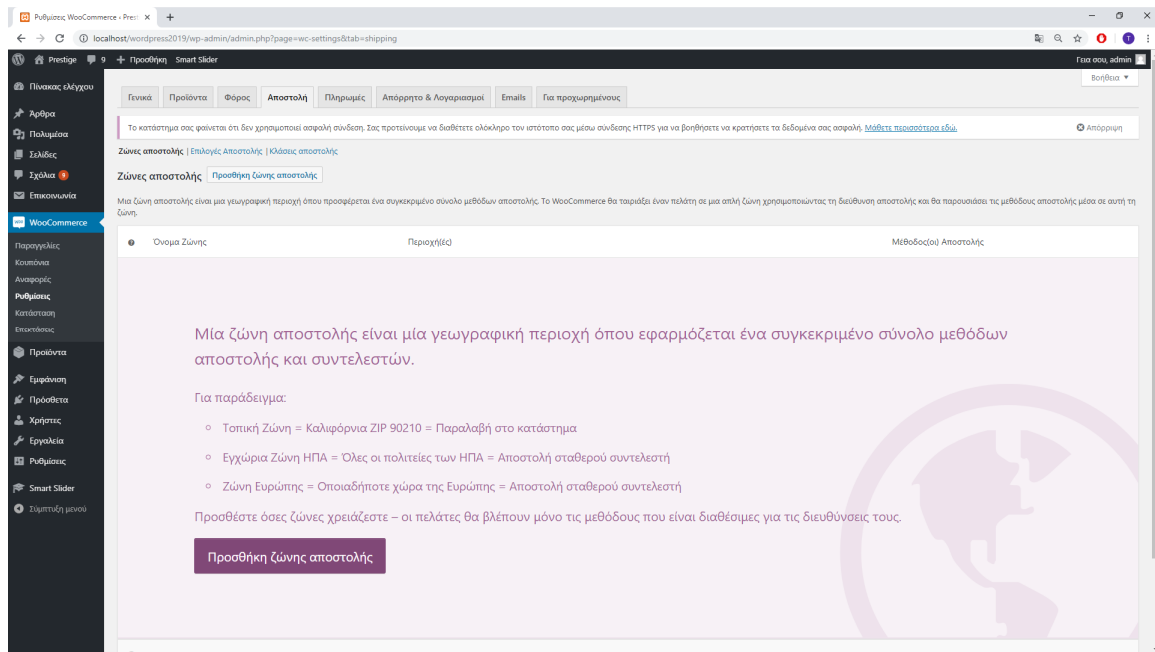 Ρυθμίσεις WooCommerce ‹ Prest
localhost/wordpress2019/wp-admin/admin.php?page=wc-settings&tab=shipping
Prestige 9 + Προσθήκη Smart Slider Γεια σου, admin
Βοήθεια
Πίνακας ελέγχου
Άρθρα
Πολυμέσα
Σελίδες
Σχόλια 9
Επικοινωνία
WooCommerce
Παραγγελίες
Κουπόνια
Αναφορές
Ρυθμίσεις
Κατάσταση
Επεκτάσεις
Προϊόντα
Εμφάνιση
Πρόσθετα
Χρήστες
Εργαλεία
Ρυθμίσεις
Smart Slider
Σύμπτυξη μενού
Γενικά Προϊόντα Φόρος Αποστολή Πληρωμές Απόρρητο & Λογαριασμοί Emails Για προχωρημένους
Το κατάστημα σας φαίνεται ότι δεν χρησιμοποιεί ασφαλή σύνδεση. Σας προτείνουμε να διαθέτετε ολόκληρο τον ιστότοπο σας μέσω σύνδεσης HTTPS για να βοηθήσετε να κρατήσετε τα δεδομένα σας ασφαλή. Μάθετε περισσότερα εδώ. Απόρριψη
Ζώνες αποστολής | Επιλογές Αποστολής | Κλάσεις αποστολής
Ζώνες αποστολής Προσθήκη ζώνης αποστολής
Μια ζώνη αποστολής είναι μια γεωγραφική περιοχή όπου προσφέρεται ένα συγκεκριμένο σύνολο μεθόδων αποστολής. Το WooCommerce θα ταιριάξει έναν πελάτη σε μια απλή ζώνη χρησιμοποιώντας τη διεύθυνση αποστολής και θα παρουσιάσει τις μεθόδους αποστολής μέσα σε αυτή τη
ζώνη.
Όνομα Ζώνης Περιοχή(ές) Μέθοδος(οι) Αποστολής
Μία ζώνη αποστολής είναι μία γεωγραφική περιοχή όπου εφαρμόζεται ένα συγκεκριμένο σύνολο μεθόδων
αποστολής και συντελεστών.
Για παράδειγμα:
Τοπική Ζώνη = Καλιφόρνια ZIP 90210 = Παραλαβή στο κατάστημα
Εγχώρια Ζώνη ΗΠΑ = Όλες οι πολιτείες των ΗΠΑ = Αποστολή σταθερού συντελεστή
Ζώνη Ευρώπης = Οποιαδήποτε χώρα της Ευρώπης = Αποστολή σταθερού συντελεστή
Προσθέστε όσες ζώνες χρειάζεστε – οι πελάτες θα βλέπουν μόνο τις μεθόδους που είναι διαθέσιμες για τις διευθύνσεις τους.
Προσθήκη ζώνης αποστολής